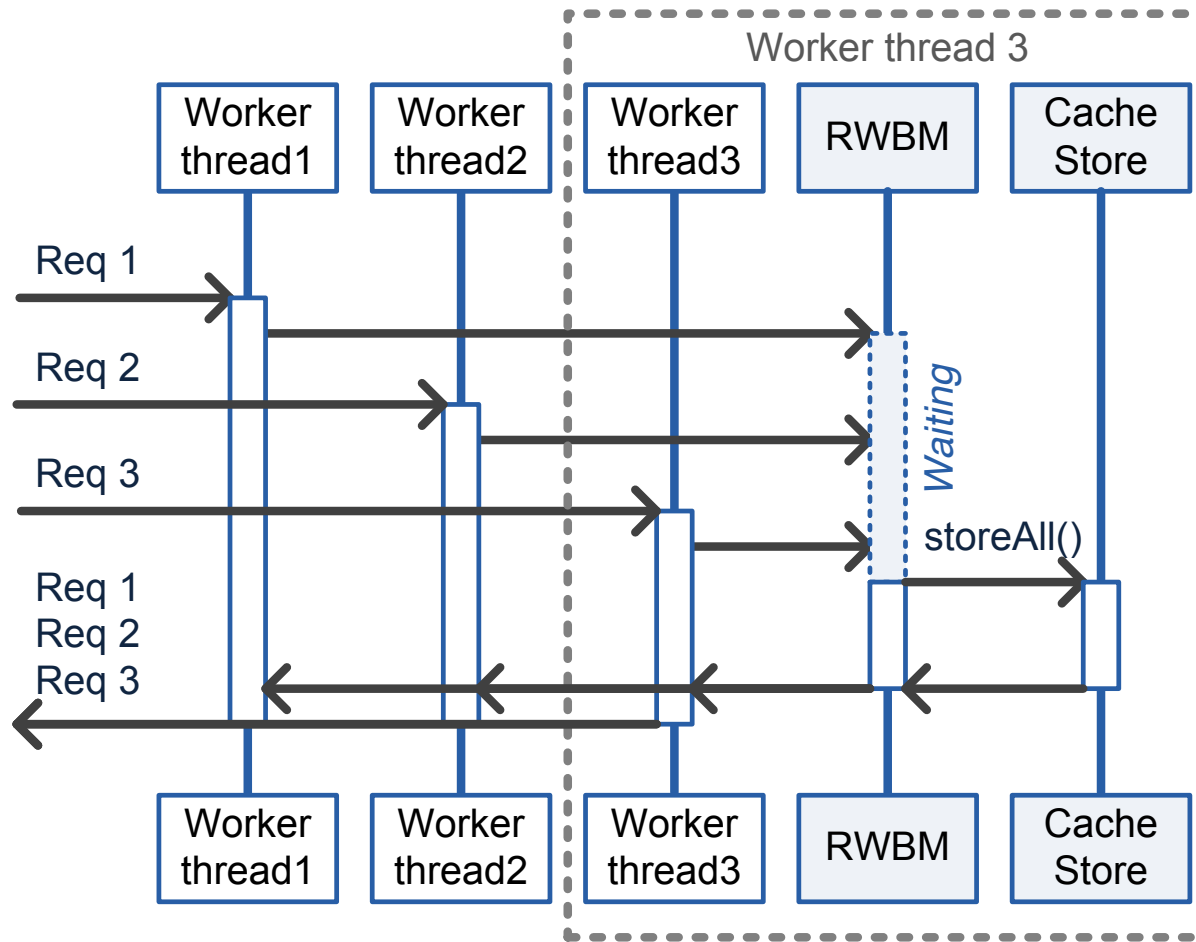 Worker thread 3
Worker
thread1
Worker
thread2
Worker
thread3
RWBM
Cache
Store
Req 1
Req 2
Waiting
Req 3
storeAll()
Req 1
Req 2
Req 3
Worker
thread1
Worker
thread2
Worker
thread3
RWBM
Cache
Store